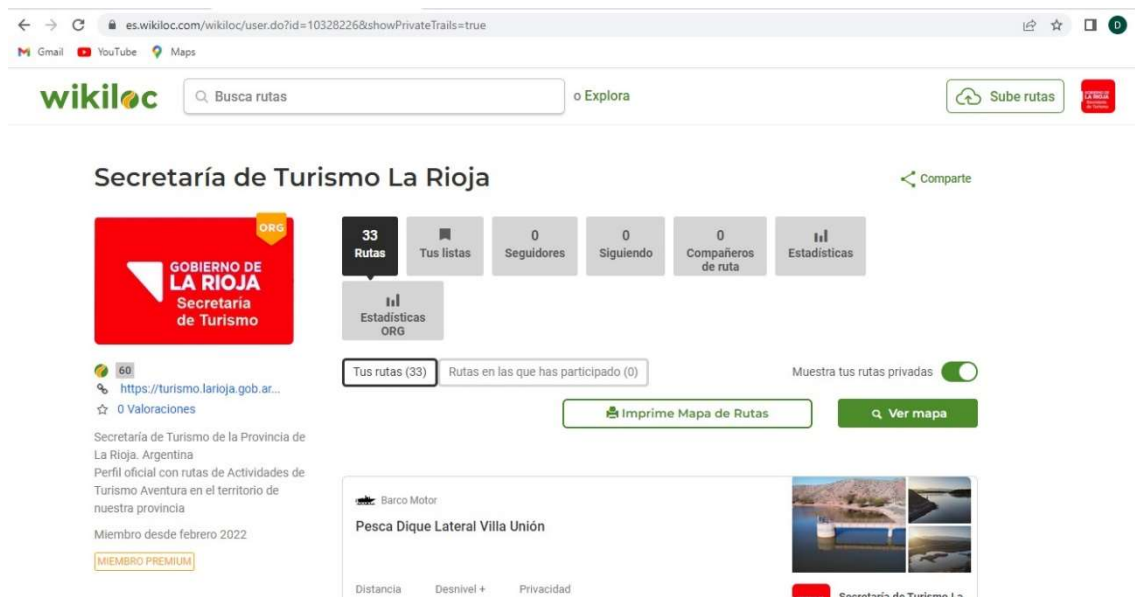 es.wikiloc.com/wikiloc/user.do?id=10328226&showPrivateTrails=true
D
Gmail YouTube Maps
wikiloc
Busca rutas
o Explora
Sube rutas
Secretaría de Turismo La Rioja
Comparte
ORG
GOBIERNO DE
LA RIOJA
Secretaría
de Turismo
33
Rutas
Tus listas
0
Seguidores
0
Siguiendo
0
Compañeros
de ruta
Estadísticas
Estadísticas
ORG
60
https://turismo.larioja.gob.ar...
0 Valoraciones
Secretaría de Turismo de la Provincia de
La Rioja. Argentina
Perfil oficial con rutas de Actividades de
Turismo Aventura en el territorio de
nuestra provincia
Miembro desde febrero 2022
MIEMBRO PREMIUM
Tus rutas (33) Rutas en las que has participado (0)
Muestra tus rutas privadas
Imprime Mapa de Rutas
Ver mapa
Barco Motor
Pesca Dique Lateral Villa Unión
Distancia Desnivel + Privacidad
Secretaría de Turismo La